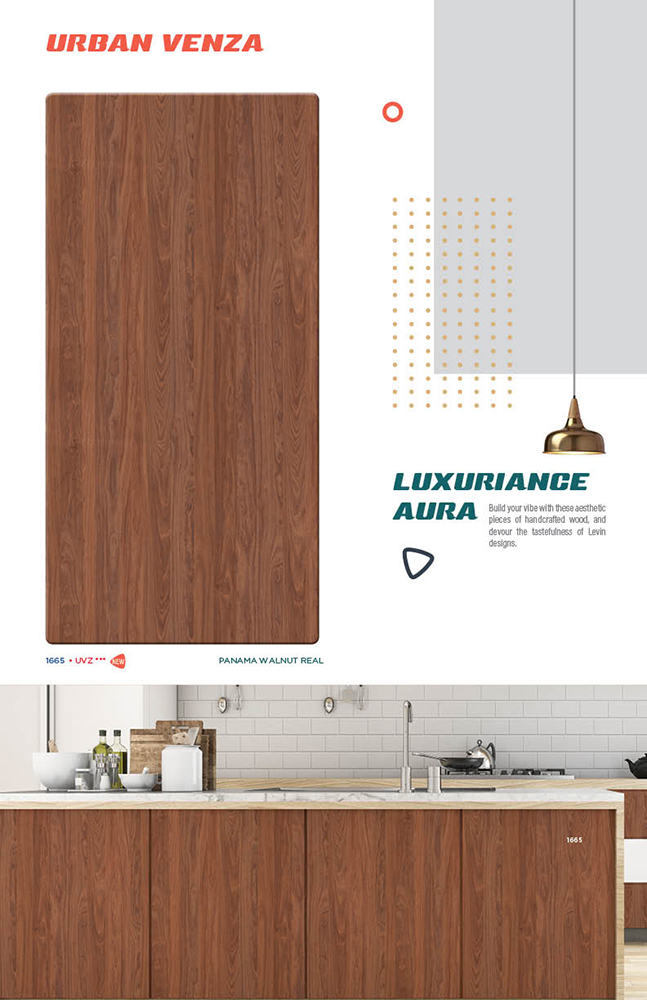 URBAN VENZA
LUXURIANCE
AURA
Build your vibe with these aesthetic
pieces of handcrafted wood, and
devour the tastefulness of Levin
designs.
1665 • UVZ *** NEW
PANAMA WALNUT REAL
1665